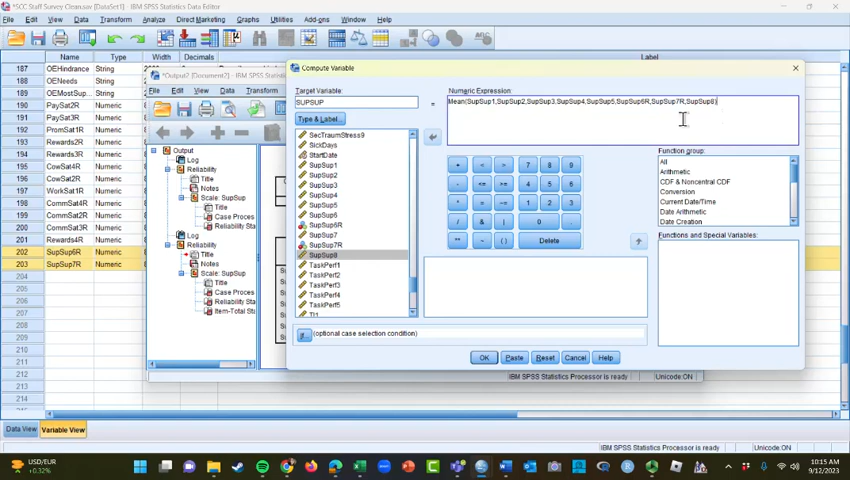 *SCC Staff Survey Clean.sav [DataSet1] - IBM SPSS Statistics Data Editor
File Edit View Data Transform Analyze Direct Marketing Graphs Utilities Add-ons Window Help
Name Type Width Decimals Label
187 OEHindrance String
188 OENeeds String
190 PaySat2R Numeric
191 PaySat3R Numeric
192 PromSat1R Numeric
193 Rewards2R Numeric
194 Rewards3R Numeric
195 CowSat4R Numeric
196 CowSat2R Numeric
197 WorkSat1R Numeric
198 CommSat4R Numeric
199 CommSat2R Numeric
200 CommSat3R Numeric
201 Rewards4R Numeric
202 SupSup6R Numeric
203 SupSup7R Numeric
204
205
206
207
208
209
210
211
212
213
214
Data View Variable View
*Output2 [Document2] - IBM SPSS Statistics
File Edit View Data Transform
Output
Log
Reliability
Title
Notes
Scale: SupSup
Title
Case Proces
Reliability Sta
Log
Reliability
Title
Notes
Scale: SupSup
Title
Case Proces
Reliability Sta
Item-Total Sta
IBM SPSS Statistics Processor is ready Unicode:ON
Compute Variable
Target Variable:
SUPSUP
=
Type & Label...
Numeric Expression:
Mean(SupSup1,SupSup2,SupSup3,SupSup4,SupSup5,SupSup6R,SupSup7R,SupSup8)
SecTraumStress9
SickDays
StartDate
SupSup1
SupSup2
SupSup3
SupSup4
SupSup5
SupSup6
SupSup6R
SupSup7
SupSup7R
SupSup8
TaskPerf1
TaskPerf2
TaskPerf3
TaskPerf4
TaskPerf5
TI1
+ < > 7 8 9
- <= >= 4 5 6
* = ~= 1 2 3
/ & | 0 .
** ~ ( ) Delete
Function group:
All
Arithmetic
CDF & Noncentral CDF
Conversion
Current Date/Time
Date Arithmetic
Date Creation
Functions and Special Variables:
If... (optional case selection condition)
OK Paste Reset Cancel Help
IBM SPSS Statistics Processor is ready Unicode:ON
USD/EUR
+0.32%
10:15 AM
9/12/2023